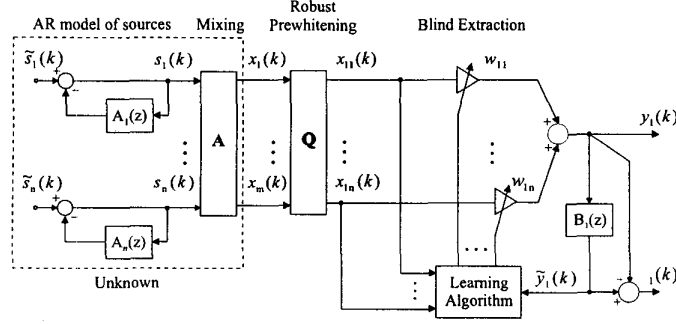 AR model of sources
Mixing
Robust
Prewhitening
Blind Extraction
s̃₁(k)
s₁(k)
x₁(k)
x₁₁(k)
w₁₁
+
−
A₁(z)
A
Q
+
+
y₁(k)
s̃ₙ(k)
sₙ(k)
xₘ(k)
x₁ₙ(k)
w₁ₙ
+
−
Aₙ(z)
B₁(z)
Unknown
Learning
Algorithm
ỹ₁(k)
−
+
₁(k)